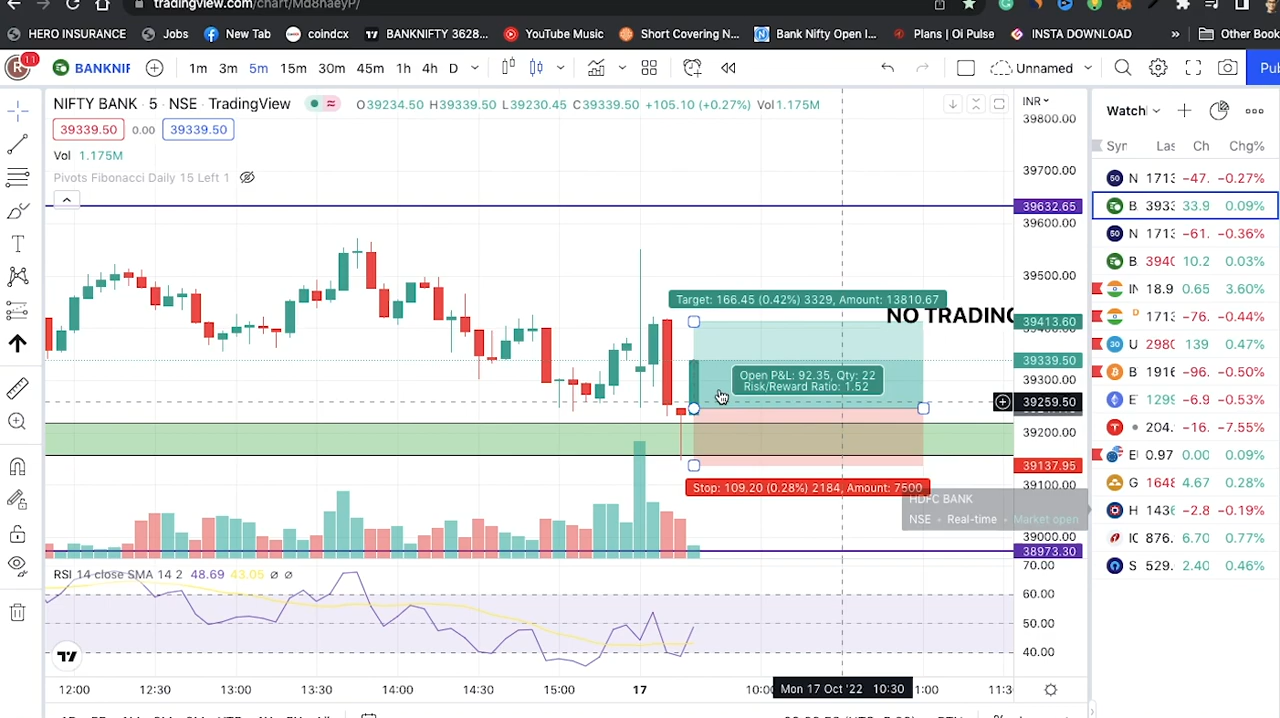 tradingview.com/chart/Md8naeyP/
HERO INSURANCE Jobs New Tab coindcx BANKNIFTY 3628... YouTube Music Short Covering N... Bank Nifty Open I... Plans | Oi Pulse INSTA DOWNLOAD » Other Book
R 11 BANKNIF 1m 3m 5m 15m 30m 45m 1h 4h D Unnamed Pu
NIFTY BANK · 5 · NSE · TradingView O39234.50 H39339.50 L39230.45 C39339.50 +105.10 (+0.27%) Vol1.175M
39339.50 0.00 39339.50
Vol 1.175M
Pivots Fibonacci Daily 15 Left 1
INR
39800.00
39700.00
39632.65
39600.00
39500.00
39413.60
39339.50
39300.00
39259.50
39200.00
39137.95
39100.00
39000.00
38973.30
Target: 166.45 (0.42%) 3329, Amount: 13810.67
NO TRADING
Open P&L: 92.35, Qty: 22
Risk/Reward Ratio: 1.52
Stop: 109.20 (0.28%) 2184, Amount: 7500
HDFC BANK
NSE • Real-time • Market open
RSI 14 close SMA 14 2 48.69 43.05 ∅ ∅
70.00
60.00
50.00
40.00
12:00 12:30 13:00 13:30 14:00 14:30 15:00 17 10:00 Mon 17 Oct '22 10:30 1:00 11:3
Watchl
Syn Las Ch Chg%
50 N 1713 −47. −0.27%
B 3933 33.9 0.09%
50 N 1713 −61. −0.36%
B 3940 10.2 0.03%
IN 18.9 0.65 3.60%
D 1713 −76. −0.44%
30 U 2980 139 0.47%
B 1916 −96. −0.50%
E 1299 −6.9 −0.53%
T 204. −16. −7.55%
EU 0.97 0.00 0.09%
G 1648 4.67 0.28%
H 1436 −2.8 −0.19%
IC 876. 6.70 0.77%
S 529. 2.40 0.46%